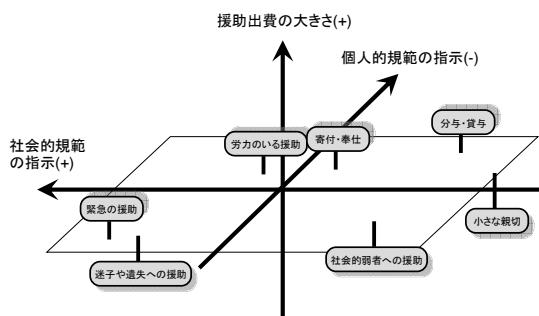 援助出費の大きさ(+)
個人的規範の指示(-)
分与・貸与
労力のいる援助
寄付・奉仕
社会的規範
の指示(+)
緊急の援助
小さな親切
迷子や遺失への援助
社会的弱者への援助